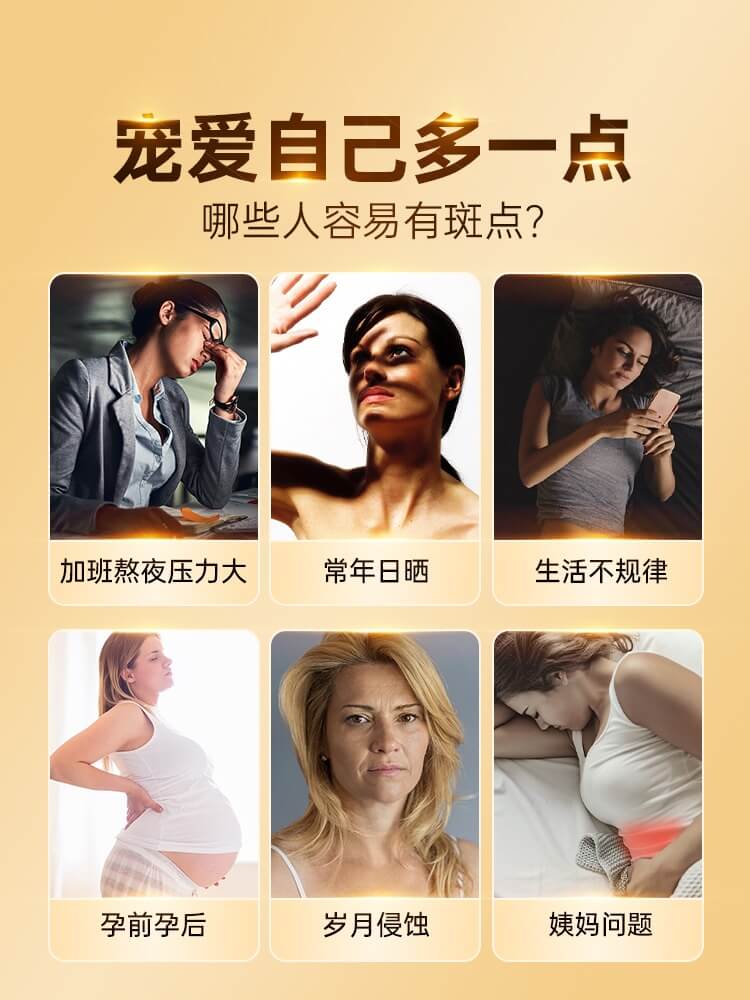 宠爱自己多一点
哪些人容易有斑点?
加班熬夜压力大
常年日晒
生活不规律
孕前孕后
岁月侵蚀
姨妈问题